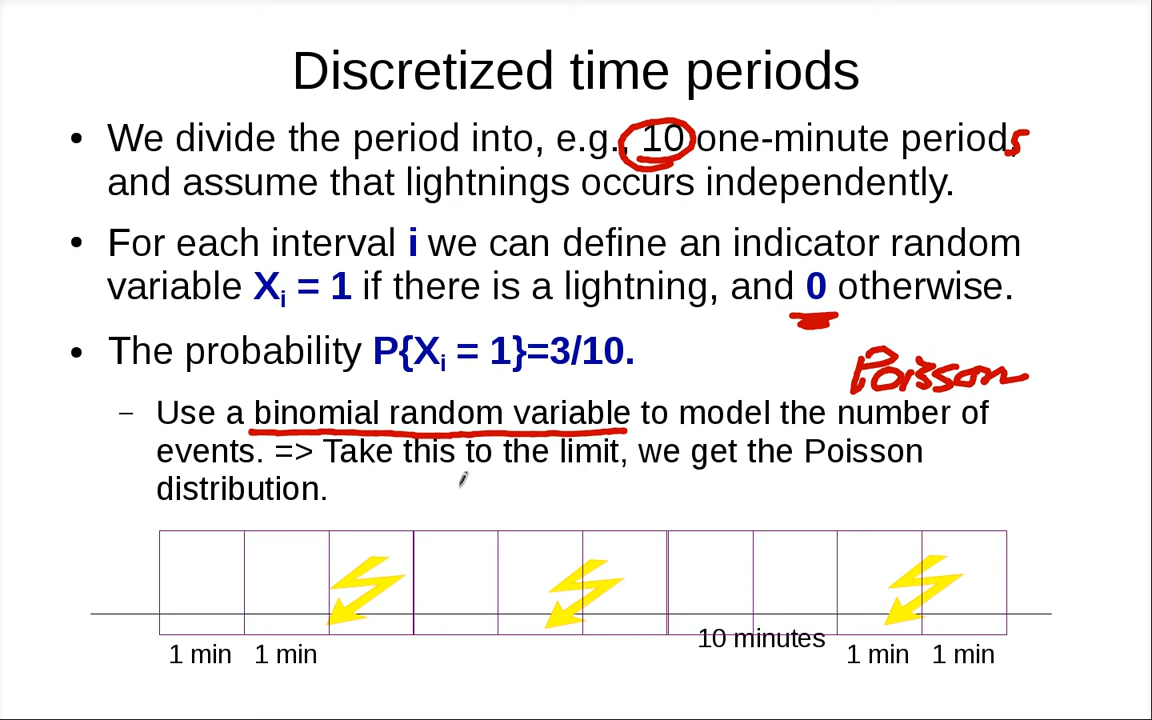 Discretized time periods
• We divide the period into, e.g., 10 one-minute periods
and assume that lightnings occurs independently.
• For each interval i we can define an indicator random
variable Xi = 1 if there is a lightning, and 0 otherwise.
• The probability P{Xi = 1}=3/10.
Poisson
– Use a binomial random variable to model the number of
events. => Take this to the limit, we get the Poisson
distribution.
10 minutes
1 min 1 min 1 min 1 min